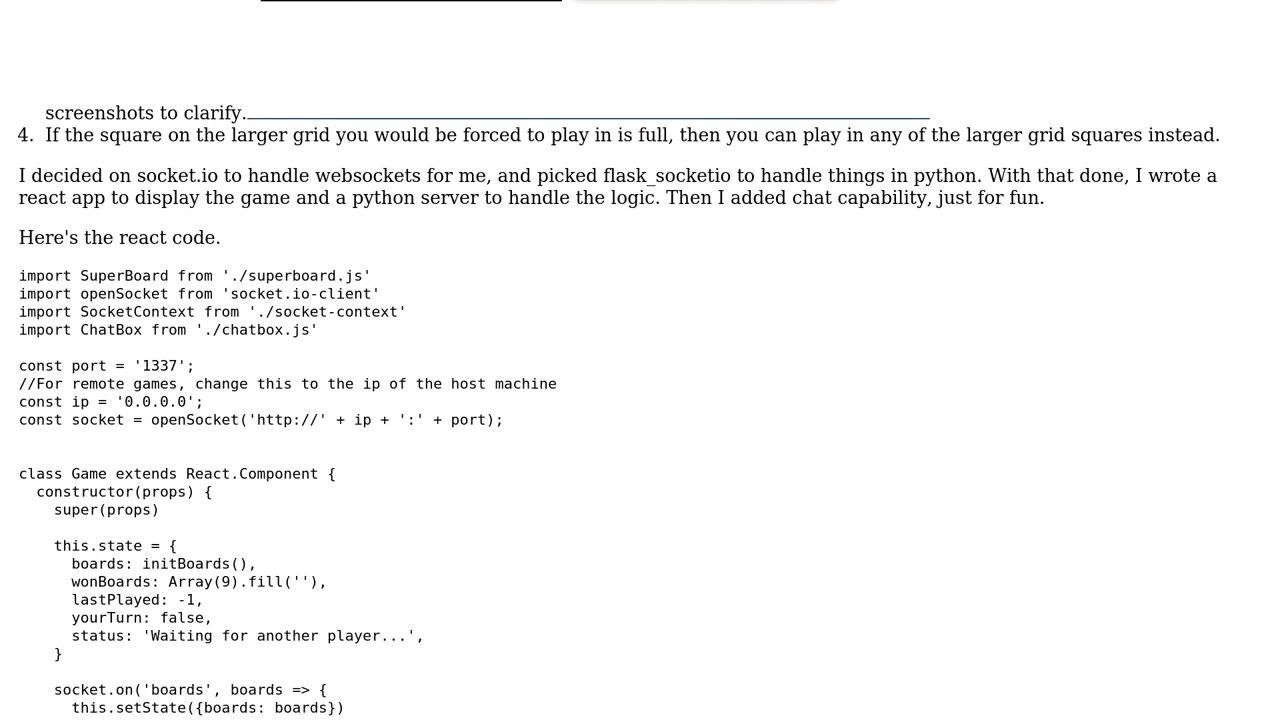 screenshots to clarify.
4. If the square on the larger grid you would be forced to play in is full, then you can play in any of the larger grid squares instead.
I decided on socket.io to handle websockets for me, and picked flask_socketio to handle things in python. With that done, I wrote a
react app to display the game and a python server to handle the logic. Then I added chat capability, just for fun.
Here's the react code.
import SuperBoard from './superboard.js'
import openSocket from 'socket.io-client'
import SocketContext from './socket-context'
import ChatBox from './chatbox.js'
const port = '1337';
//For remote games, change this to the ip of the host machine
const ip = '0.0.0.0';
const socket = openSocket('http://' + ip + ':' + port);
class Game extends React.Component {
  constructor(props) {
    super(props)
    this.state = {
      boards: initBoards(),
      wonBoards: Array(9).fill(''),
      lastPlayed: -1,
      yourTurn: false,
      status: 'Waiting for another player...',
    }
    socket.on('boards', boards => {
      this.setState({boards: boards})